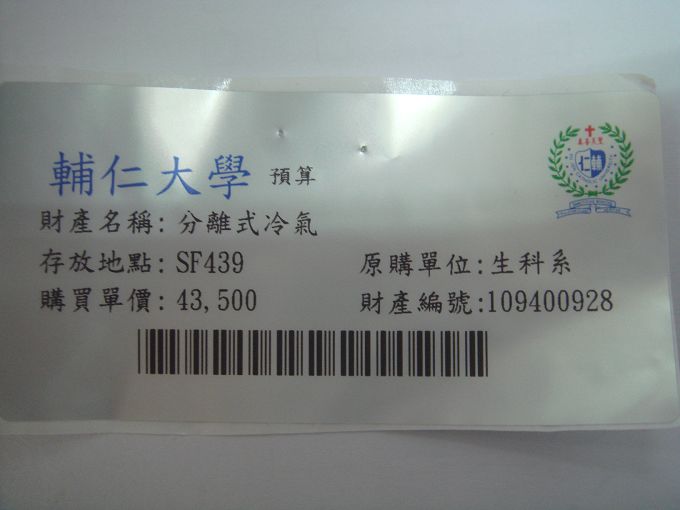 輔仁大學 預算
財產名稱: 分離式冷氣
存放地點: SF439 原購單位:生科系
購買單價: 43,500 財產編號:109400928